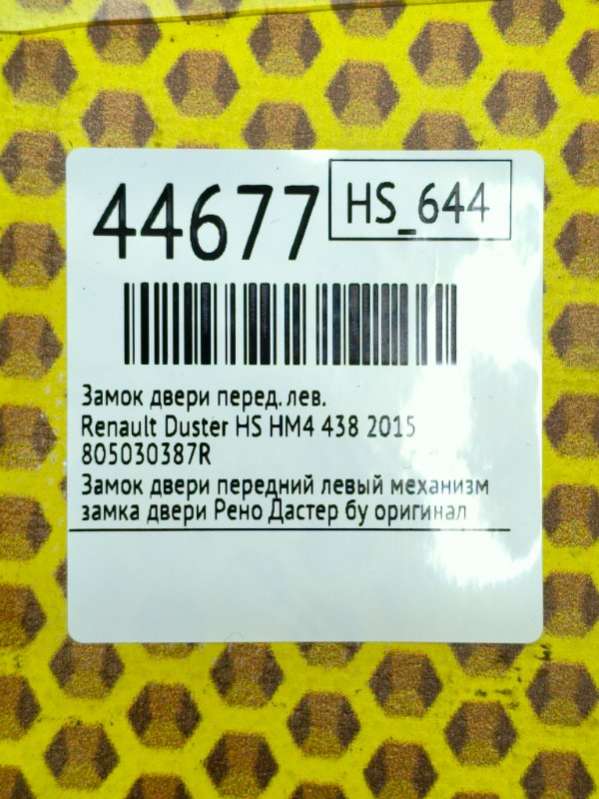 44677
HS_644
Замок двери перед. лев.
Renault Duster HS HM4 438 2015
805030387R
Замок двери передний левый механизм
замка двери Рено Дастер бу оригинал